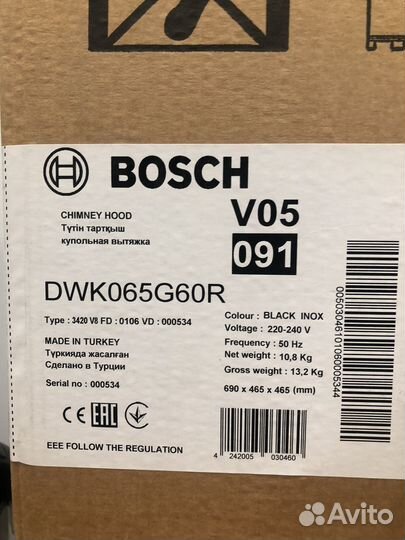 BOSCH
CHIMNEY HOOD
Түтін тартқыш
купольная вытяжка
V05
091
DWK065G60R
Type : 3420 V8 FD : 0106 VD : 000534
MADE IN TURKEY
Түркияда жасалған
Сделано в Турции
Serial no : 000534
Colour : BLACK INOX
Voltage : 220-240 V
Frequency : 50 Hz
Net weight : 10,8 Kg
Gross weight : 13,2 Kg
690 x 465 x 465 (mm)
CE EAC
EEE FOLLOW THE REGULATION
4 242005 030460
Avito